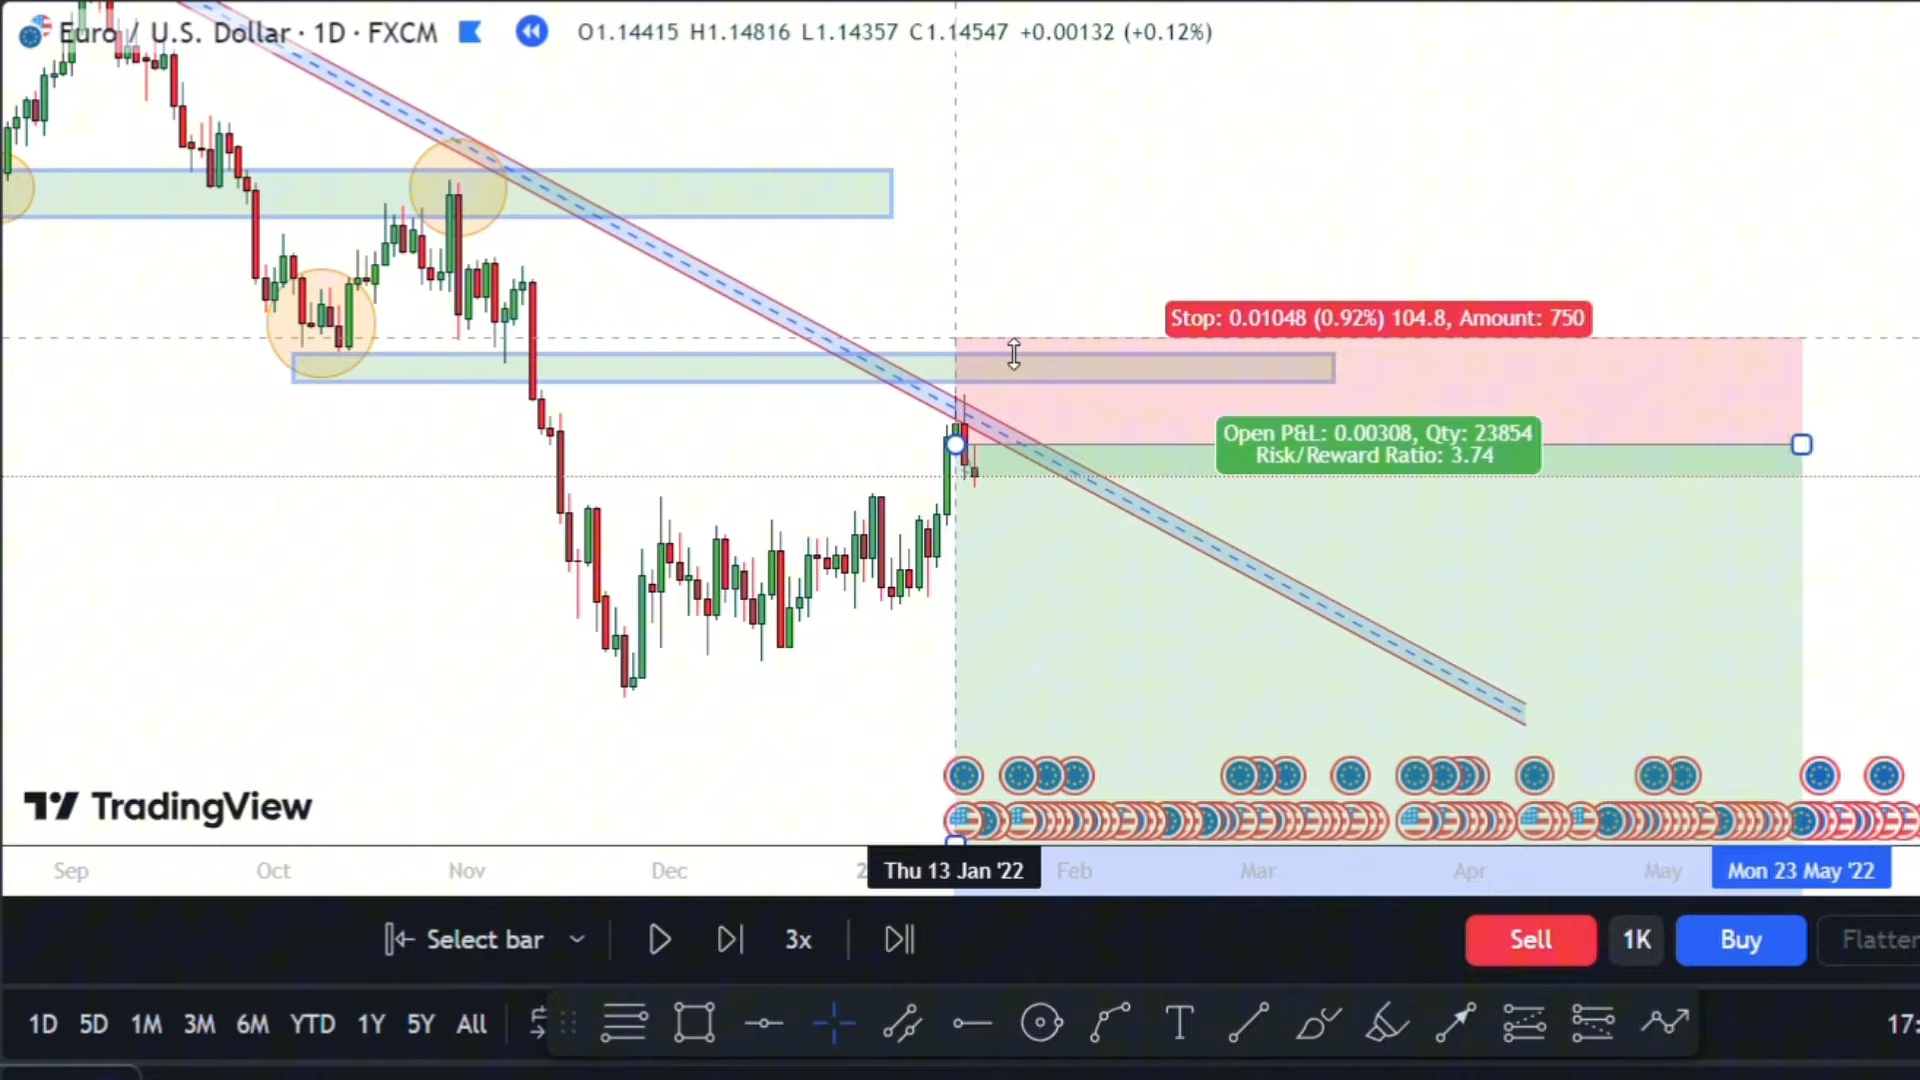 Euro / U.S. Dollar · 1D · FXCM O1.14415 H1.14816 L1.14357 C1.14547 +0.00132 (+0.12%)
Stop: 0.01048 (0.92%) 104.8, Amount: 750
Open P&L: 0.00308, Qty: 23854
Risk/Reward Ratio: 3.74
TradingView
Sep Oct Nov Dec 2 Thu 13 Jan '22 Feb Mar Apr May Mon 23 May '22
Select bar 3x Sell 1K Buy Flatten
1D 5D 1M 3M 6M YTD 1Y 5Y All 17: